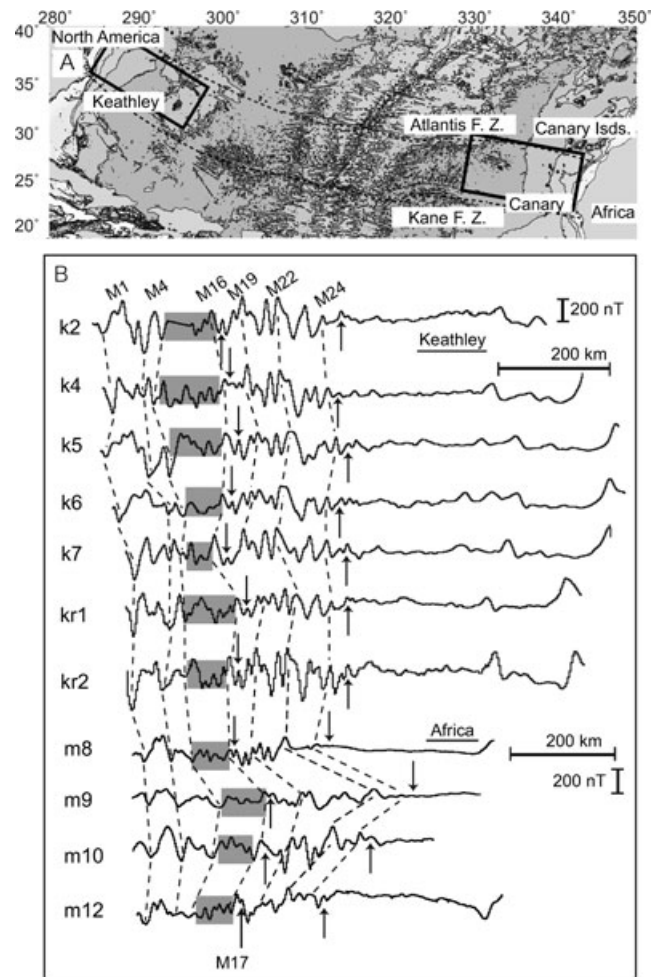 280° 290° 300° 310° 320° 330° 340° 350°
40°
North America
A
35°
Keathley
30°
Atlantis F. Z.
Canary Isds.
25°
Canary
Kane F. Z.
Africa
20°
B
M1 M4 M16 M19 M22 M24
k2
200 nT
Keathley
200 km
k4
k5
k6
k7
kr1
kr2
m8
Africa
200 km
200 nT
m9
m10
m12
M17